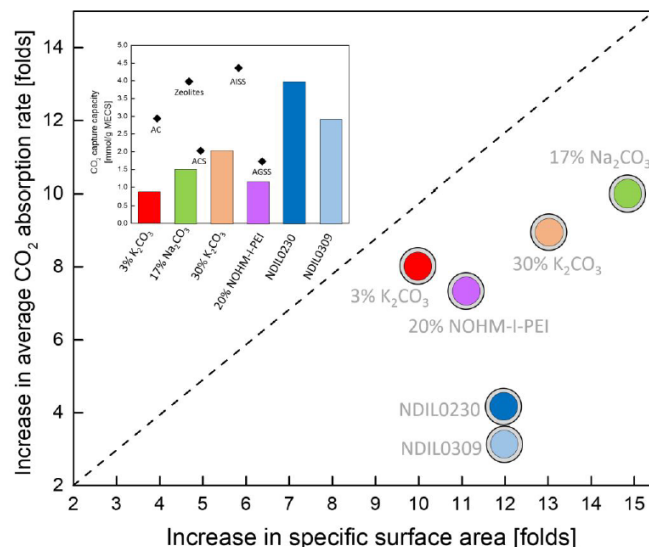 Increase in average CO₂ absorption rate [folds]
14
12
10
8
6
4
2
CO₂ capture capacity
[mmol/g MECS]
5.0
4.5
4.0
3.5
3.0
2.5
2.0
1.5
1.0
0.5
0.0
AC
Zeolites
ACS
AISS
AGSS
3% K₂CO₃
17% Na₂CO₃
30% K₂CO₃
20% NOHM-I-PEI
NDIL0230
NDIL0309
17% Na₂CO₃
30% K₂CO₃
3% K₂CO₃
20% NOHM-I-PEI
NDIL0230
NDIL0309
2 3 4 5 6 7 8 9 10 11 12 13 14 15
Increase in specific surface area [folds]